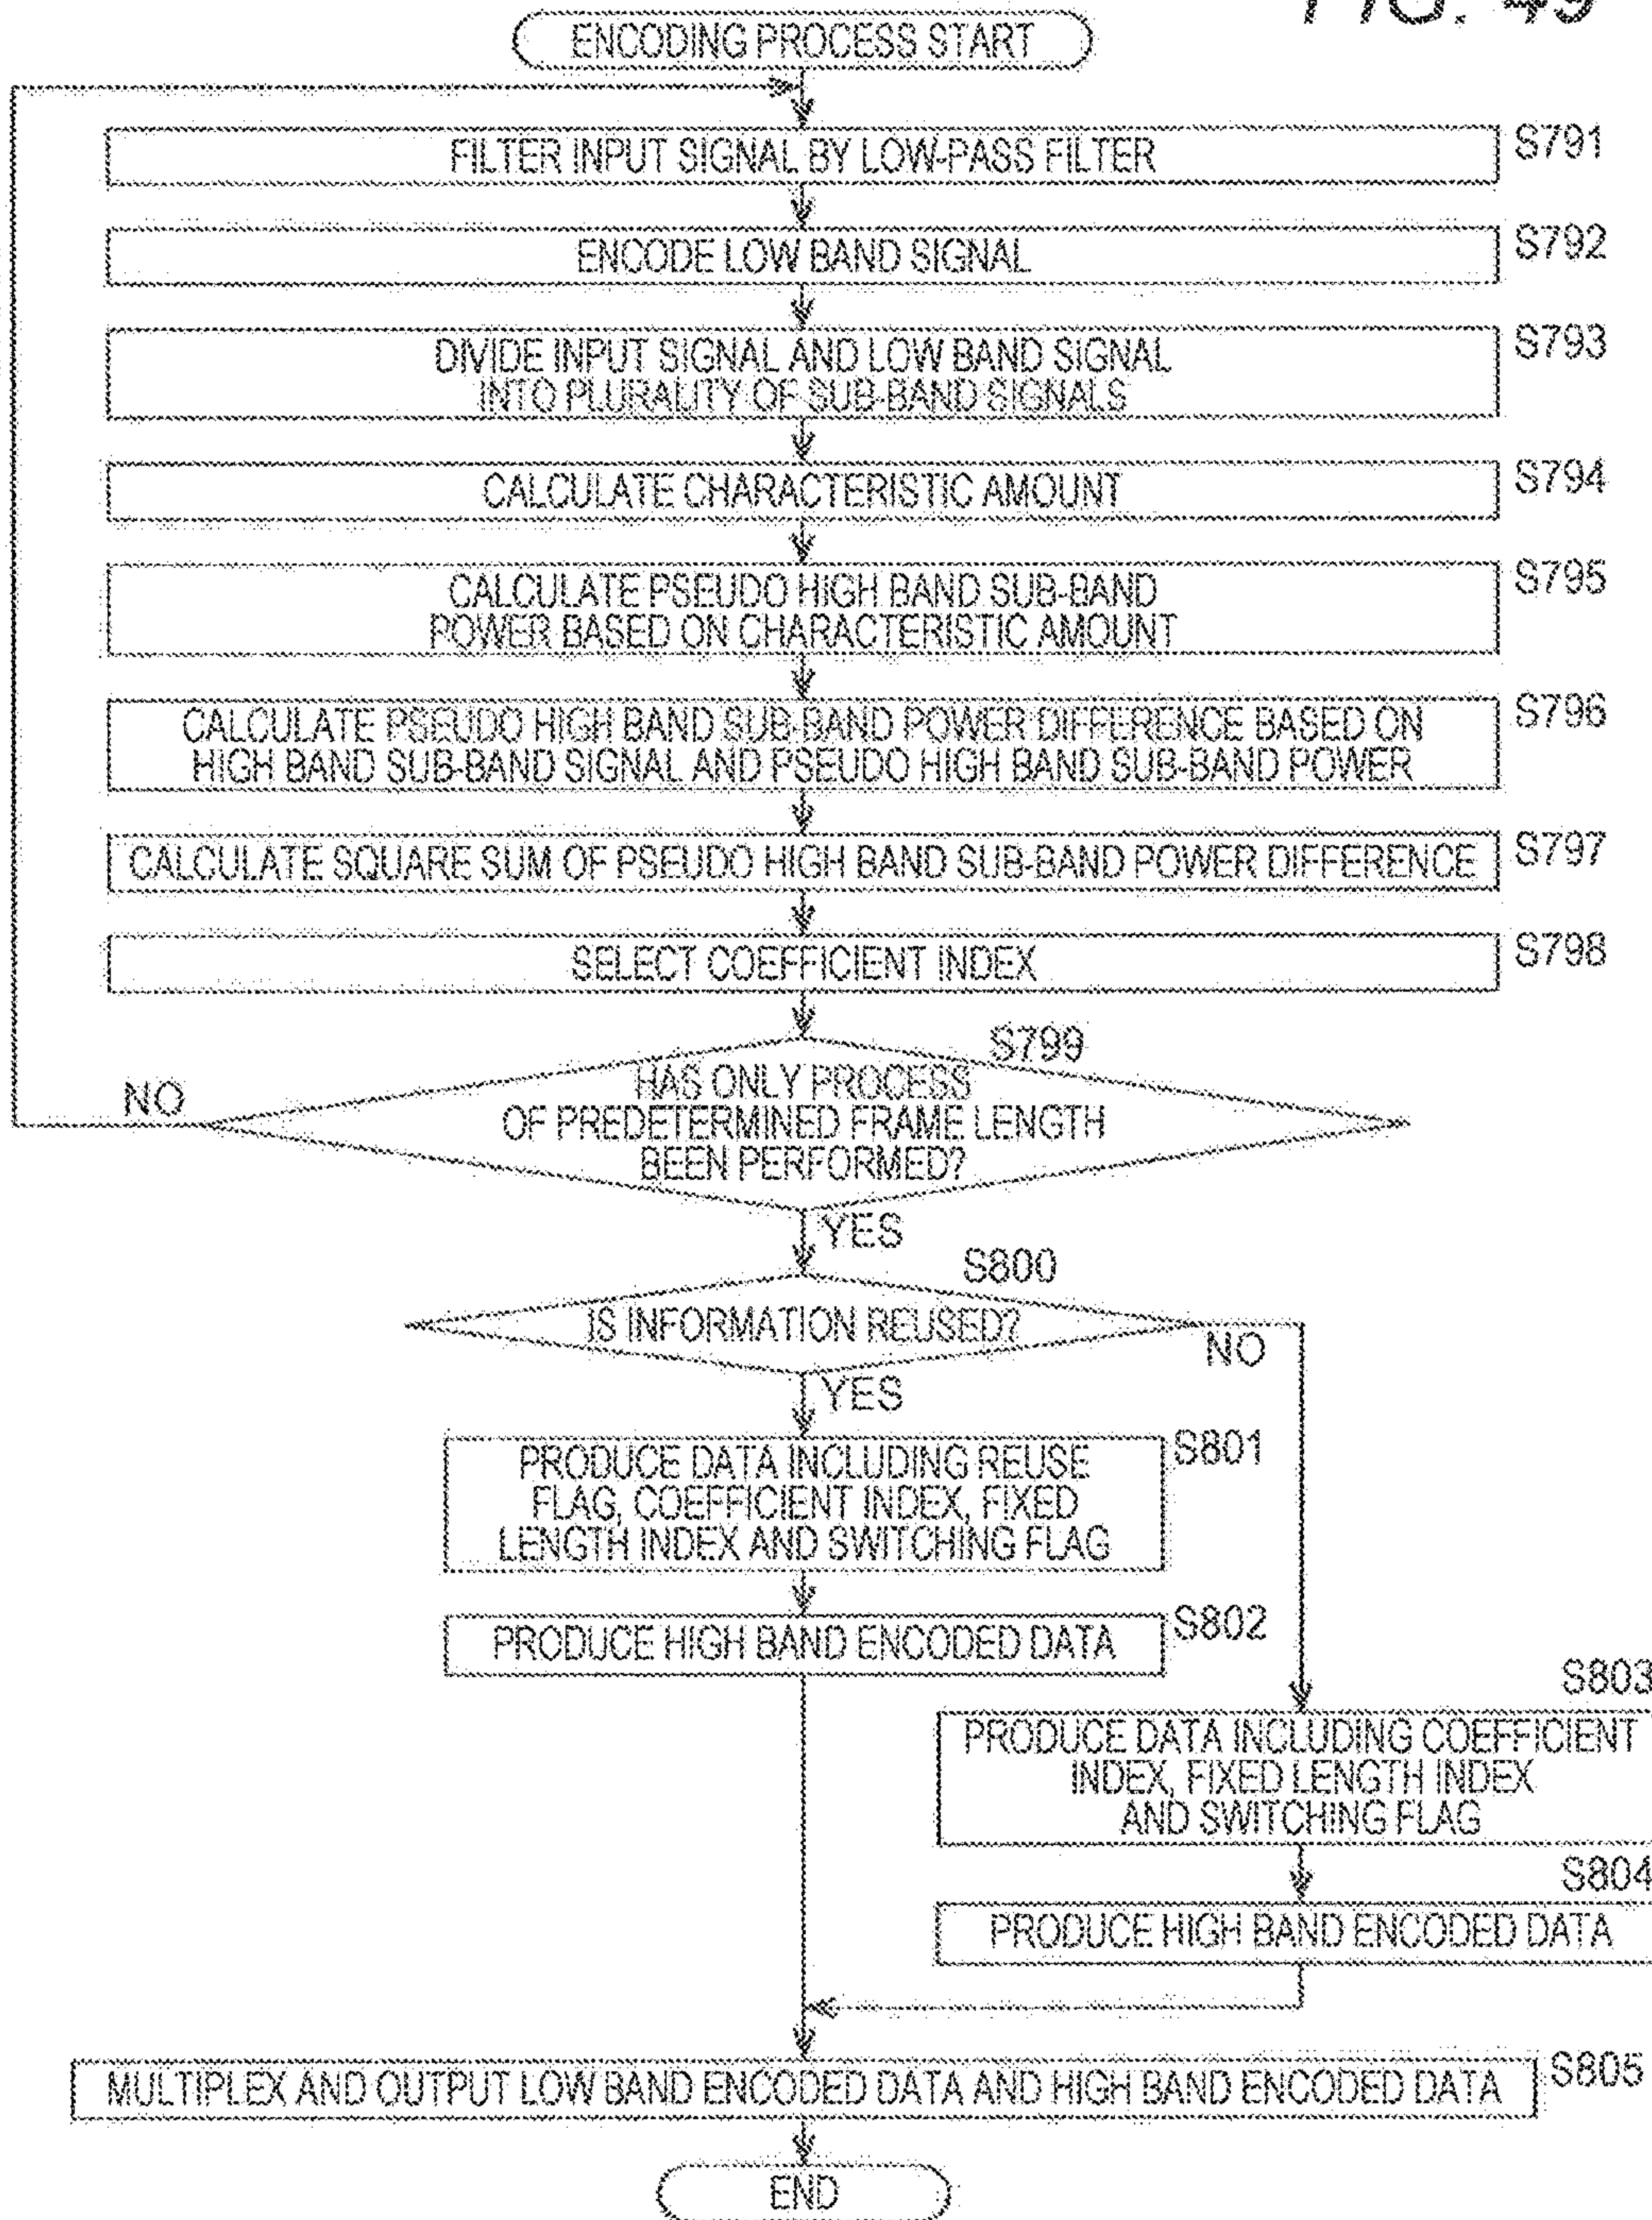 FIG. 49
ENCODING PROCESS START
FILTER INPUT SIGNAL BY LOW-PASS FILTER
S791
ENCODE LOW BAND SIGNAL
S792
DIVIDE INPUT SIGNAL AND LOW BAND SIGNAL
INTO PLURALITY OF SUB-BAND SIGNALS
S793
CALCULATE CHARACTERISTIC AMOUNT
S794
CALCULATE PSEUDO HIGH BAND SUB-BAND
POWER BASED ON CHARACTERISTIC AMOUNT
S795
CALCULATE PSEUDO HIGH BAND SUB-BAND POWER DIFFERENCE BASED ON
HIGH BAND SUB-BAND SIGNAL AND PSEUDO HIGH BAND SUB-BAND POWER
S796
CALCULATE SQUARE SUM OF PSEUDO HIGH BAND SUB-BAND POWER DIFFERENCE
S797
SELECT COEFFICIENT INDEX
S798
S799
HAS ONLY PROCESS
OF PREDETERMINED FRAME LENGTH
BEEN PERFORMED?
NO
YES
S800
IS INFORMATION REUSED?
NO
YES
PRODUCE DATA INCLUDING REUSE
FLAG, COEFFICIENT INDEX, FIXED
LENGTH INDEX AND SWITCHING FLAG
S801
PRODUCE HIGH BAND ENCODED DATA
S802
S803
PRODUCE DATA INCLUDING COEFFICIENT
INDEX, FIXED LENGTH INDEX
AND SWITCHING FLAG
S804
PRODUCE HIGH BAND ENCODED DATA
MULTIPLEX AND OUTPUT LOW BAND ENCODED DATA AND HIGH BAND ENCODED DATA
S805
END